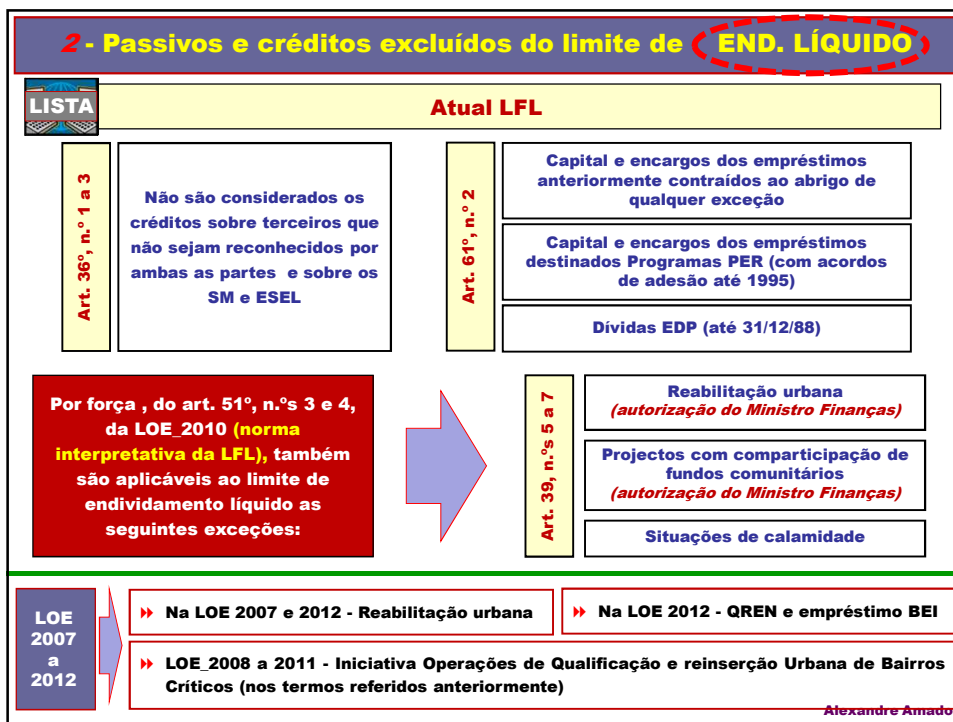 2 - Passivos e créditos excluídos do limite de END. LÍQUIDO
LISTA
Atual LFL
Art. 36º, n.º 1 a 3
Não são considerados os
créditos sobre terceiros que
não sejam reconhecidos por
ambas as partes e sobre os
SM e ESEL
Art. 61º, n.º 2
Capital e encargos dos empréstimos
anteriormente contraídos ao abrigo de
qualquer exceção
Capital e encargos dos empréstimos
destinados Programas PER (com acordos
de adesão até 1995)
Dívidas EDP (até 31/12/88)
Por força , do art. 51º, n.ºs 3 e 4,
da LOE_2010 (norma
interpretativa da LFL), também
são aplicáveis ao limite de
endividamento líquido as
seguintes exceções:
Art. 39, n.ºs 5 a 7
Reabilitação urbana
(autorização do Ministro Finanças)
Projectos com comparticipação de
fundos comunitários
(autorização do Ministro Finanças)
Situações de calamidade
LOE
2007
a
2012
Na LOE 2007 e 2012 - Reabilitação urbana
Na LOE 2012 - QREN e empréstimo BEI
LOE_2008 a 2011 - Iniciativa Operações de Qualificação e reinserção Urbana de Bairros
Críticos (nos termos referidos anteriormente)
Alexandre Amado